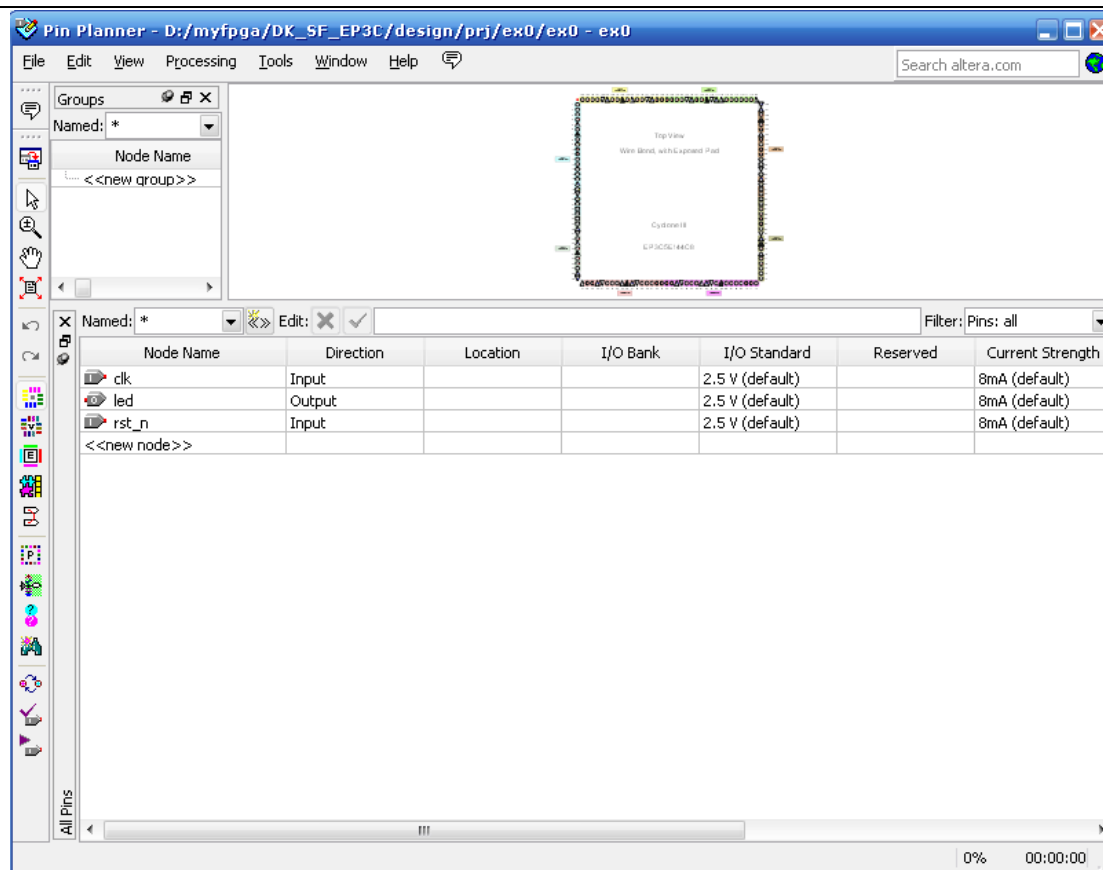 Pin Planner - D:/myfpga/DK_SF_EP3C/design/prj/ex0/ex0 - ex0
File Edit View Processing Tools Window Help Search altera.com
Groups
Named: *
Node Name
<<new group>>
Top View
Wire Bond, with Exposed Pad
Cyclone III
EP3C5E144C8
Named: * Edit: Filter: Pins: all
Node Name Direction Location I/O Bank I/O Standard Reserved Current Strength
clk Input 2.5 V (default) 8mA (default)
led Output 2.5 V (default) 8mA (default)
rst_n Input 2.5 V (default) 8mA (default)
<<new node>>
All Pins
0% 00:00:00